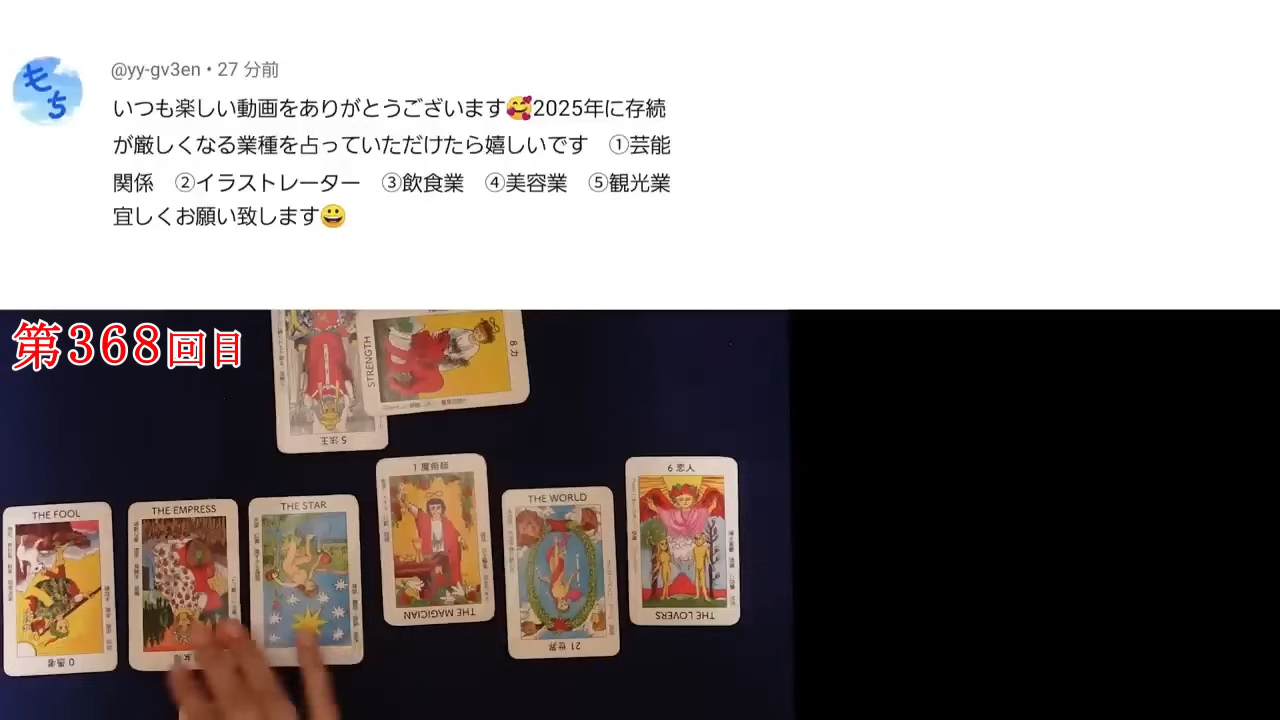 もち
@yy-gv3en・27 分前
いつも楽しい動画をありがとうございます🥰2025年に存続
が厳しくなる業種を占っていただけたら嬉しいです　①芸能
関係　②イラストレーター　③飲食業　④美容業　⑤観光業
宜しくお願い致します😀
第368回目
5 法王
STRENGTH
8 力
THE FOOL
0 愚者
THE EMPRESS
THE STAR
1 魔術師
THE MAGICIAN
THE WORLD
21 世界
6 恋人
THE LOVERS